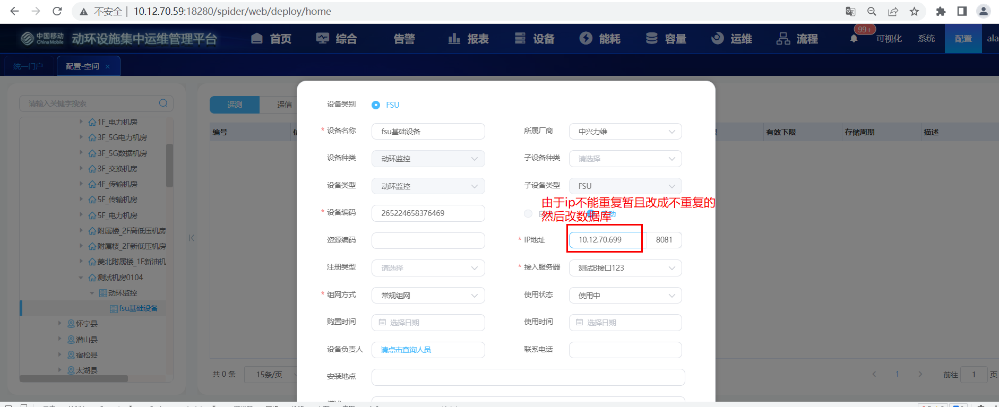 不安全 | 10.12.70.59:18280/spider/web/deploy/home
中国移动
China Mobile
动环设施集中运维管理平台
首页
综合
告警
报表
设备
能耗
容量
运维
流程
99+
可视化
系统
配置
ala
统一门户
配置-空间 ×
请输入关键字搜索
1F_电力机房
3F_5G电力机房
3F_5G数据机房
3F_交换机房
4F_传输机房
5F_传输机房
5F_电力机房
附属楼_2F高低压机房
附属楼_2F新低压机房
菱北附属楼_1F新油机
测试机房0104
动环监控
fsu基础设备
怀宁县
潜山县
宿松县
太湖县
遥测
遥信
编号
有效下限
存储周期
描述
共 0 条
15条/页
1
前往
1
页
设备类别
FSU
* 设备名称
fsu基础设备
所属厂商
中兴力维
设备种类
动环监控
子设备种类
请选择
设备类型
动环监控
子设备类型
FSU
由于ip不能重复暂且改成不重复的
然后改数据库
* 设备编码
265224658376469
资源编码
* IP地址
10.12.70.699
8081
注册类型
请选择
* 接入服务器
测试B接口123
* 组网方式
常规组网
使用状态
使用中
购置时间
选择日期
使用时间
选择日期
设备负责人
请点击查询人员
联系电话
安装地点